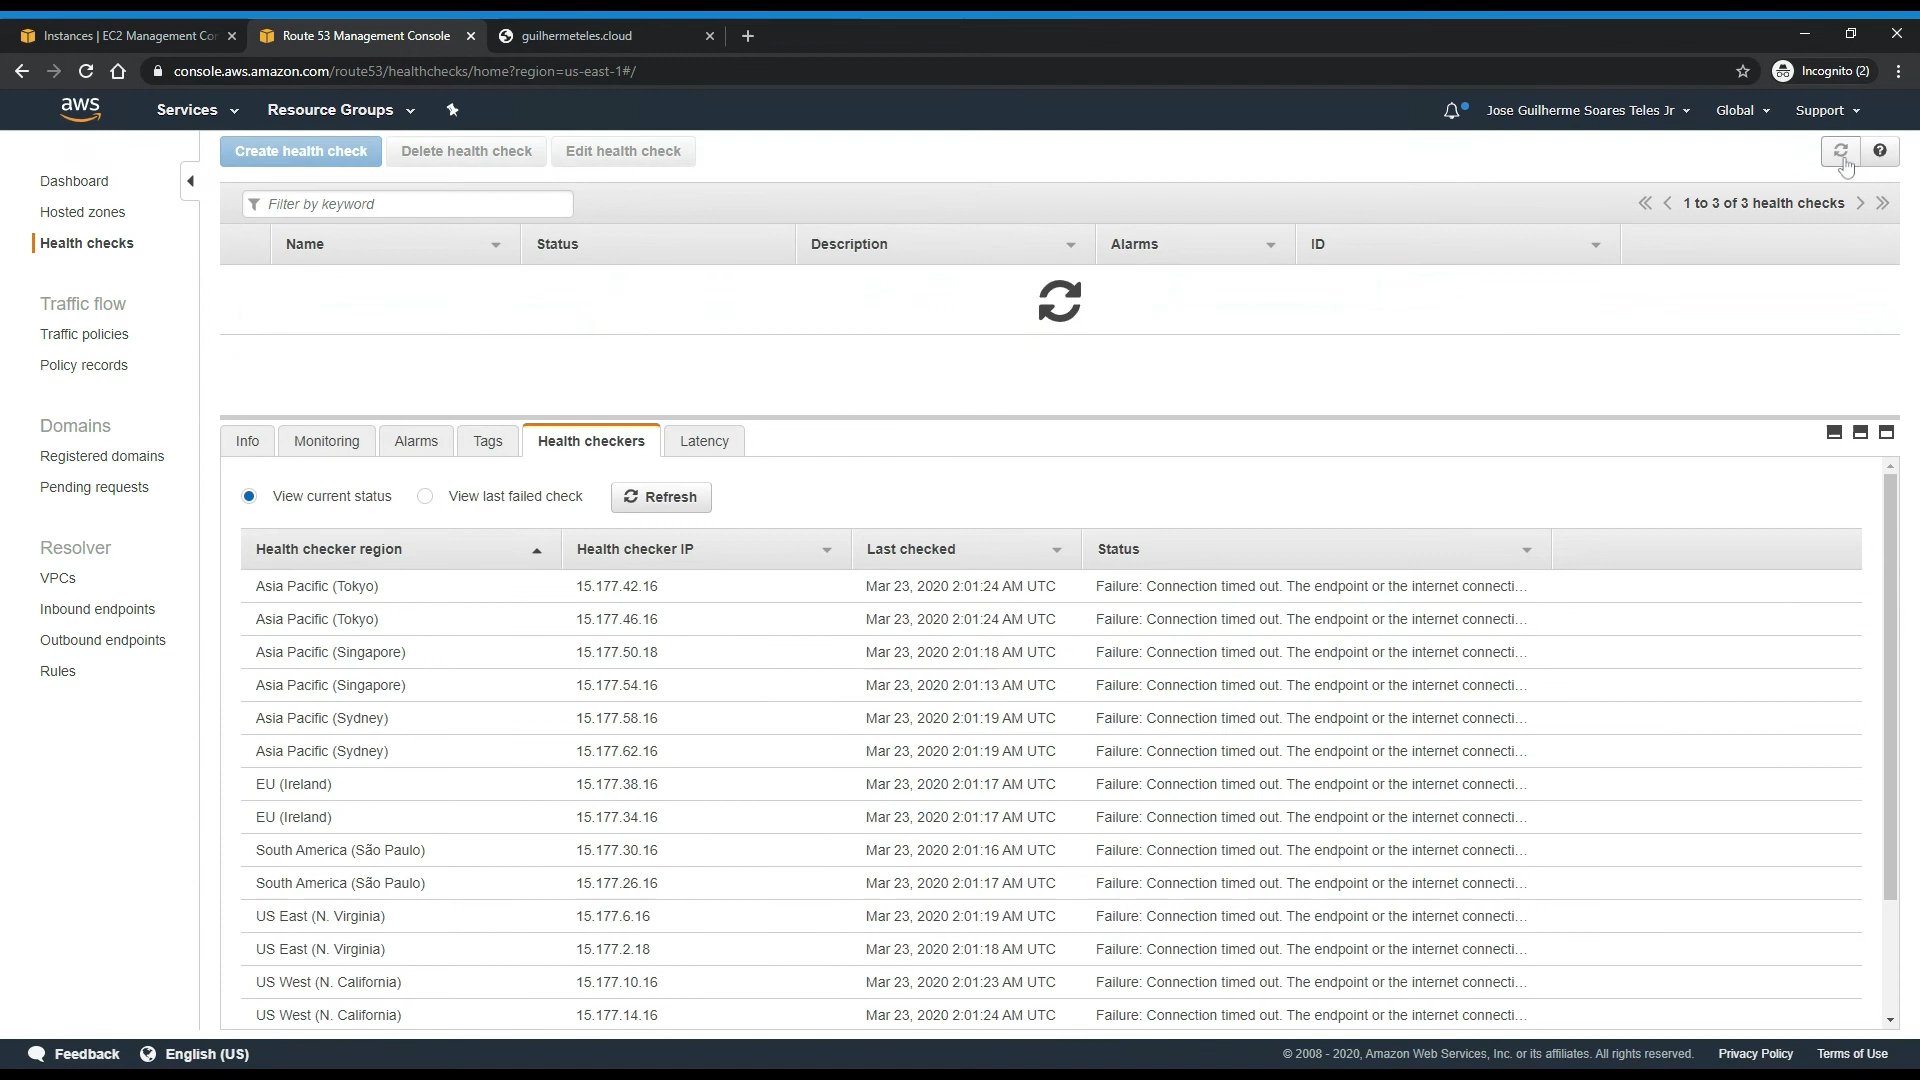 Instances | EC2 Management Con
Route 53 Management Console
guilhermeteles.cloud
console.aws.amazon.com/route53/healthchecks/home?region=us-east-1#/
Incognito (2)
aws
Services
Resource Groups
Jose Guilherme Soares Teles Jr
Global
Support
Create health check
Delete health check
Edit health check
Dashboard
Hosted zones
Health checks
Traffic flow
Traffic policies
Policy records
Domains
Registered domains
Pending requests
Resolver
VPCs
Inbound endpoints
Outbound endpoints
Rules
Filter by keyword
1 to 3 of 3 health checks
Name Status Description Alarms ID
Info Monitoring Alarms Tags Health checkers Latency
View current status View last failed check Refresh
Health checker region Health checker IP Last checked Status
Asia Pacific (Tokyo) 15.177.42.16 Mar 23, 2020 2:01:24 AM UTC Failure: Connection timed out. The endpoint or the internet connecti...
Asia Pacific (Tokyo) 15.177.46.16 Mar 23, 2020 2:01:24 AM UTC Failure: Connection timed out. The endpoint or the internet connecti...
Asia Pacific (Singapore) 15.177.50.18 Mar 23, 2020 2:01:18 AM UTC Failure: Connection timed out. The endpoint or the internet connecti...
Asia Pacific (Singapore) 15.177.54.16 Mar 23, 2020 2:01:13 AM UTC Failure: Connection timed out. The endpoint or the internet connecti...
Asia Pacific (Sydney) 15.177.58.16 Mar 23, 2020 2:01:19 AM UTC Failure: Connection timed out. The endpoint or the internet connecti...
Asia Pacific (Sydney) 15.177.62.16 Mar 23, 2020 2:01:19 AM UTC Failure: Connection timed out. The endpoint or the internet connecti...
EU (Ireland) 15.177.38.16 Mar 23, 2020 2:01:17 AM UTC Failure: Connection timed out. The endpoint or the internet connecti...
EU (Ireland) 15.177.34.16 Mar 23, 2020 2:01:17 AM UTC Failure: Connection timed out. The endpoint or the internet connecti...
South America (São Paulo) 15.177.30.16 Mar 23, 2020 2:01:16 AM UTC Failure: Connection timed out. The endpoint or the internet connecti...
South America (São Paulo) 15.177.26.16 Mar 23, 2020 2:01:17 AM UTC Failure: Connection timed out. The endpoint or the internet connecti...
US East (N. Virginia) 15.177.6.16 Mar 23, 2020 2:01:19 AM UTC Failure: Connection timed out. The endpoint or the internet connecti...
US East (N. Virginia) 15.177.2.18 Mar 23, 2020 2:01:18 AM UTC Failure: Connection timed out. The endpoint or the internet connecti...
US West (N. California) 15.177.10.16 Mar 23, 2020 2:01:23 AM UTC Failure: Connection timed out. The endpoint or the internet connecti...
US West (N. California) 15.177.14.16 Mar 23, 2020 2:01:24 AM UTC Failure: Connection timed out. The endpoint or the internet connecti...
Feedback English (US)
© 2008 - 2020, Amazon Web Services, Inc. or its affiliates. All rights reserved. Privacy Policy Terms of Use